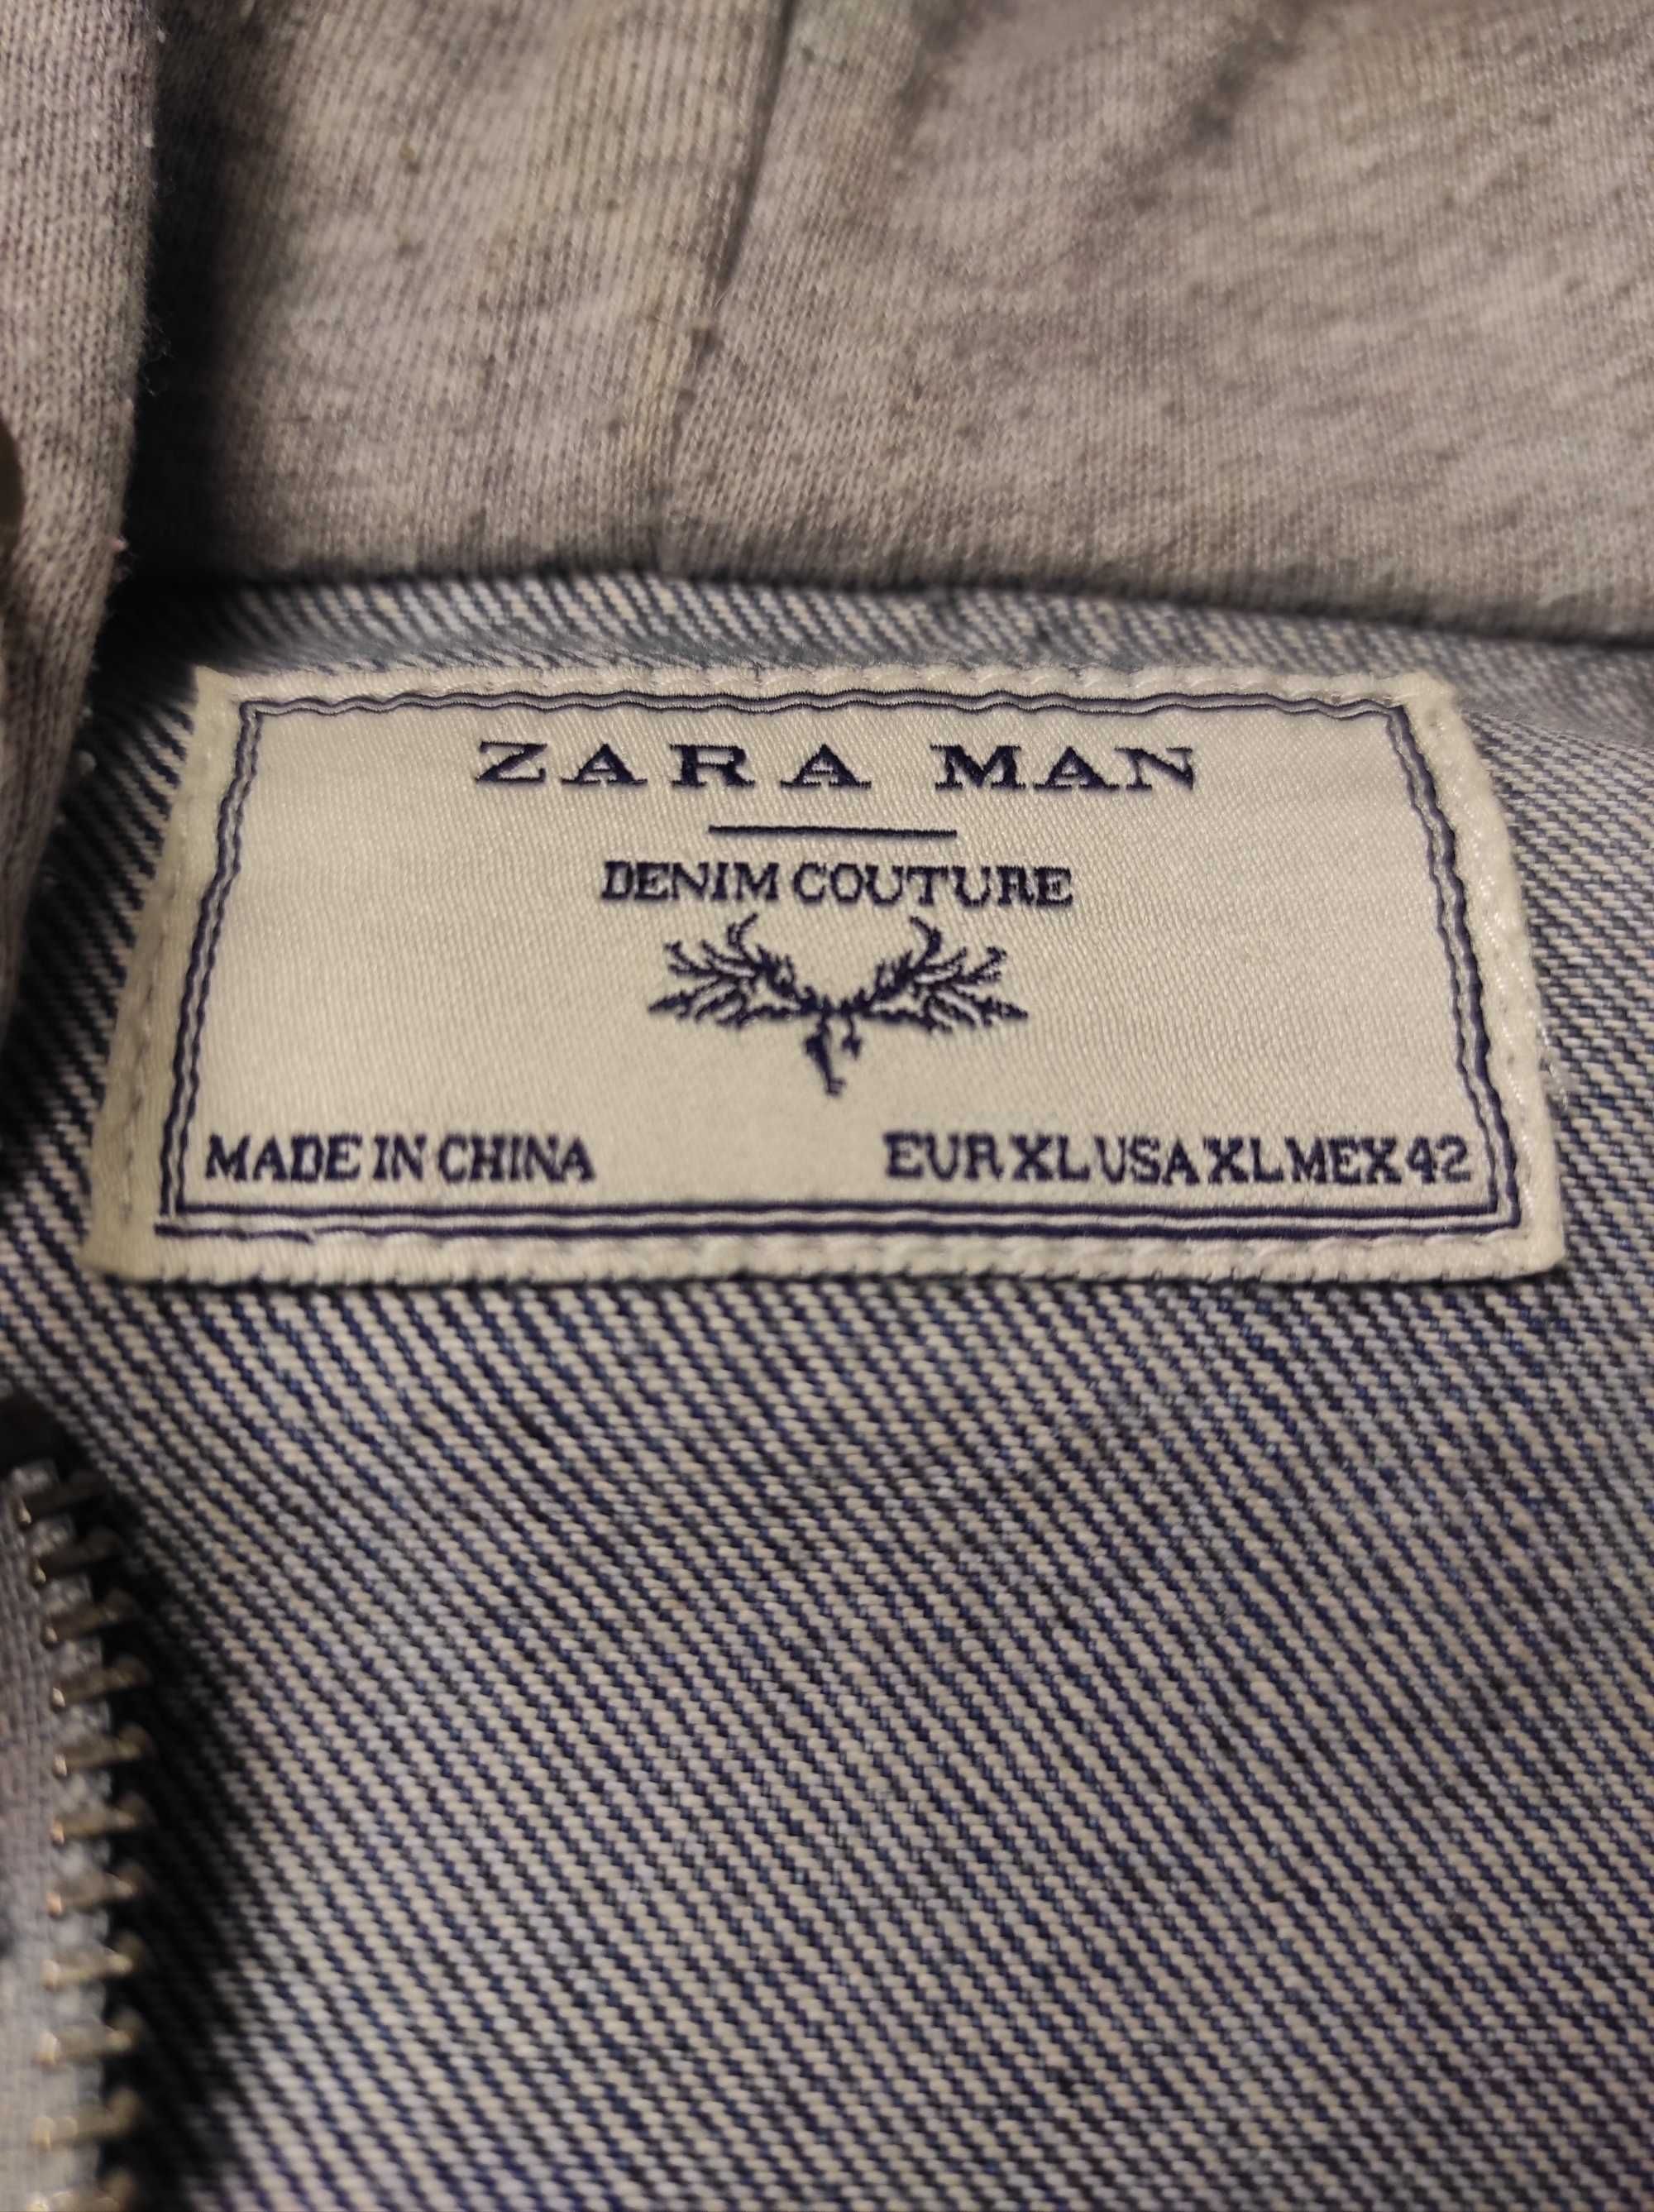 ZARA MAN
DENIM COUTURE
MADE IN CHINA EUR XL USA XL MEX 42